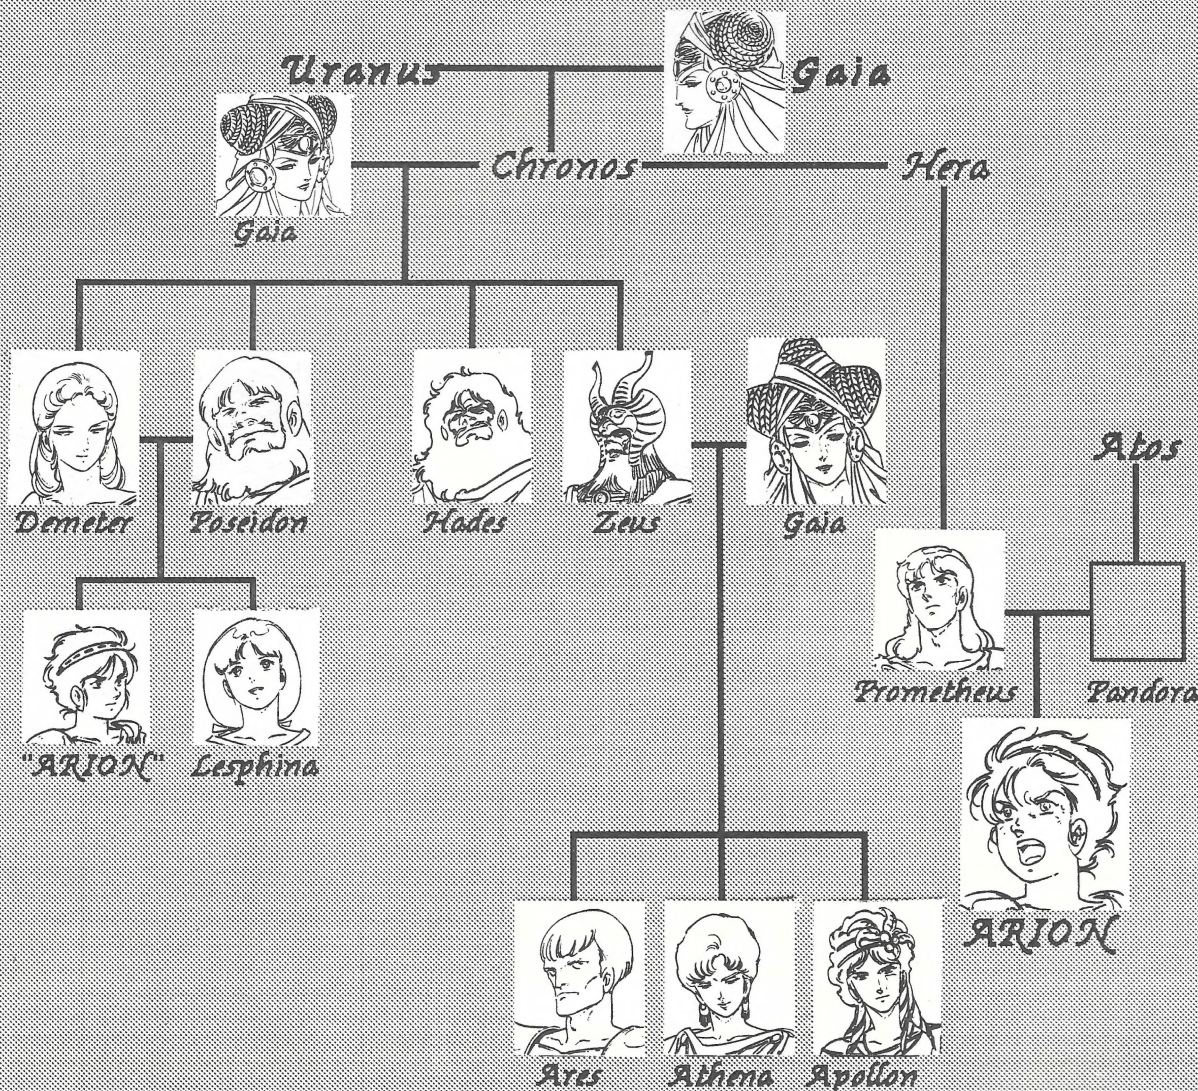 Uranus
Gaia
Chronos
Hera
Gaia
Demeter
Poseidon
Hades
Zeus
Gaia
Atos
Prometheus
Pandora
"ARION"
Lesphina
ARION
Ares
Athena
Apollon